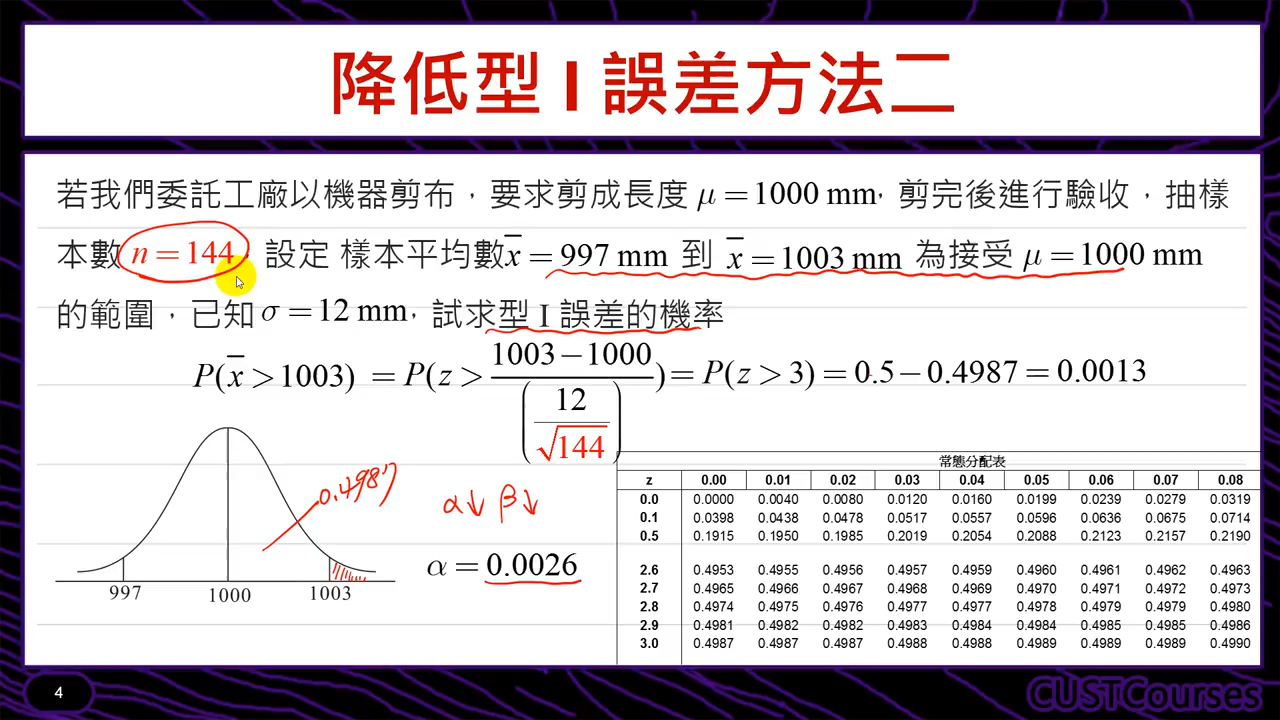 降低型 I 誤差方法二
若我們委託工廠以機器剪布，要求剪成長度 μ = 1000 mm，剪完後進行驗收，抽樣
本數 n = 144，設定 樣本平均數 x̄ = 997 mm 到 x̄ = 1003 mm 為接受 μ = 1000 mm
的範圍，已知 σ = 12 mm，試求型 I 誤差的機率
P(x̄ > 1003) = P(z > (1003 − 1000) / (12 / √144)) = P(z > 3) = 0.5 − 0.4987 = 0.0013
0.4987
α↓ β↓
α = 0.0026
997 1000 1003
常態分配表
z 0.00 0.01 0.02 0.03 0.04 0.05 0.06 0.07 0.08
0.0 0.0000 0.0040 0.0080 0.0120 0.0160 0.0199 0.0239 0.0279 0.0319
0.1 0.0398 0.0438 0.0478 0.0517 0.0557 0.0596 0.0636 0.0675 0.0714
0.5 0.1915 0.1950 0.1985 0.2019 0.2054 0.2088 0.2123 0.2157 0.2190
2.6 0.4953 0.4955 0.4956 0.4957 0.4959 0.4960 0.4961 0.4962 0.4963
2.7 0.4965 0.4966 0.4967 0.4968 0.4969 0.4970 0.4971 0.4972 0.4973
2.8 0.4974 0.4975 0.4976 0.4977 0.4977 0.4978 0.4979 0.4979 0.4980
2.9 0.4981 0.4982 0.4982 0.4983 0.4984 0.4984 0.4985 0.4985 0.4986
3.0 0.4987 0.4987 0.4987 0.4988 0.4988 0.4989 0.4989 0.4989 0.4990
4
CUSTCourses